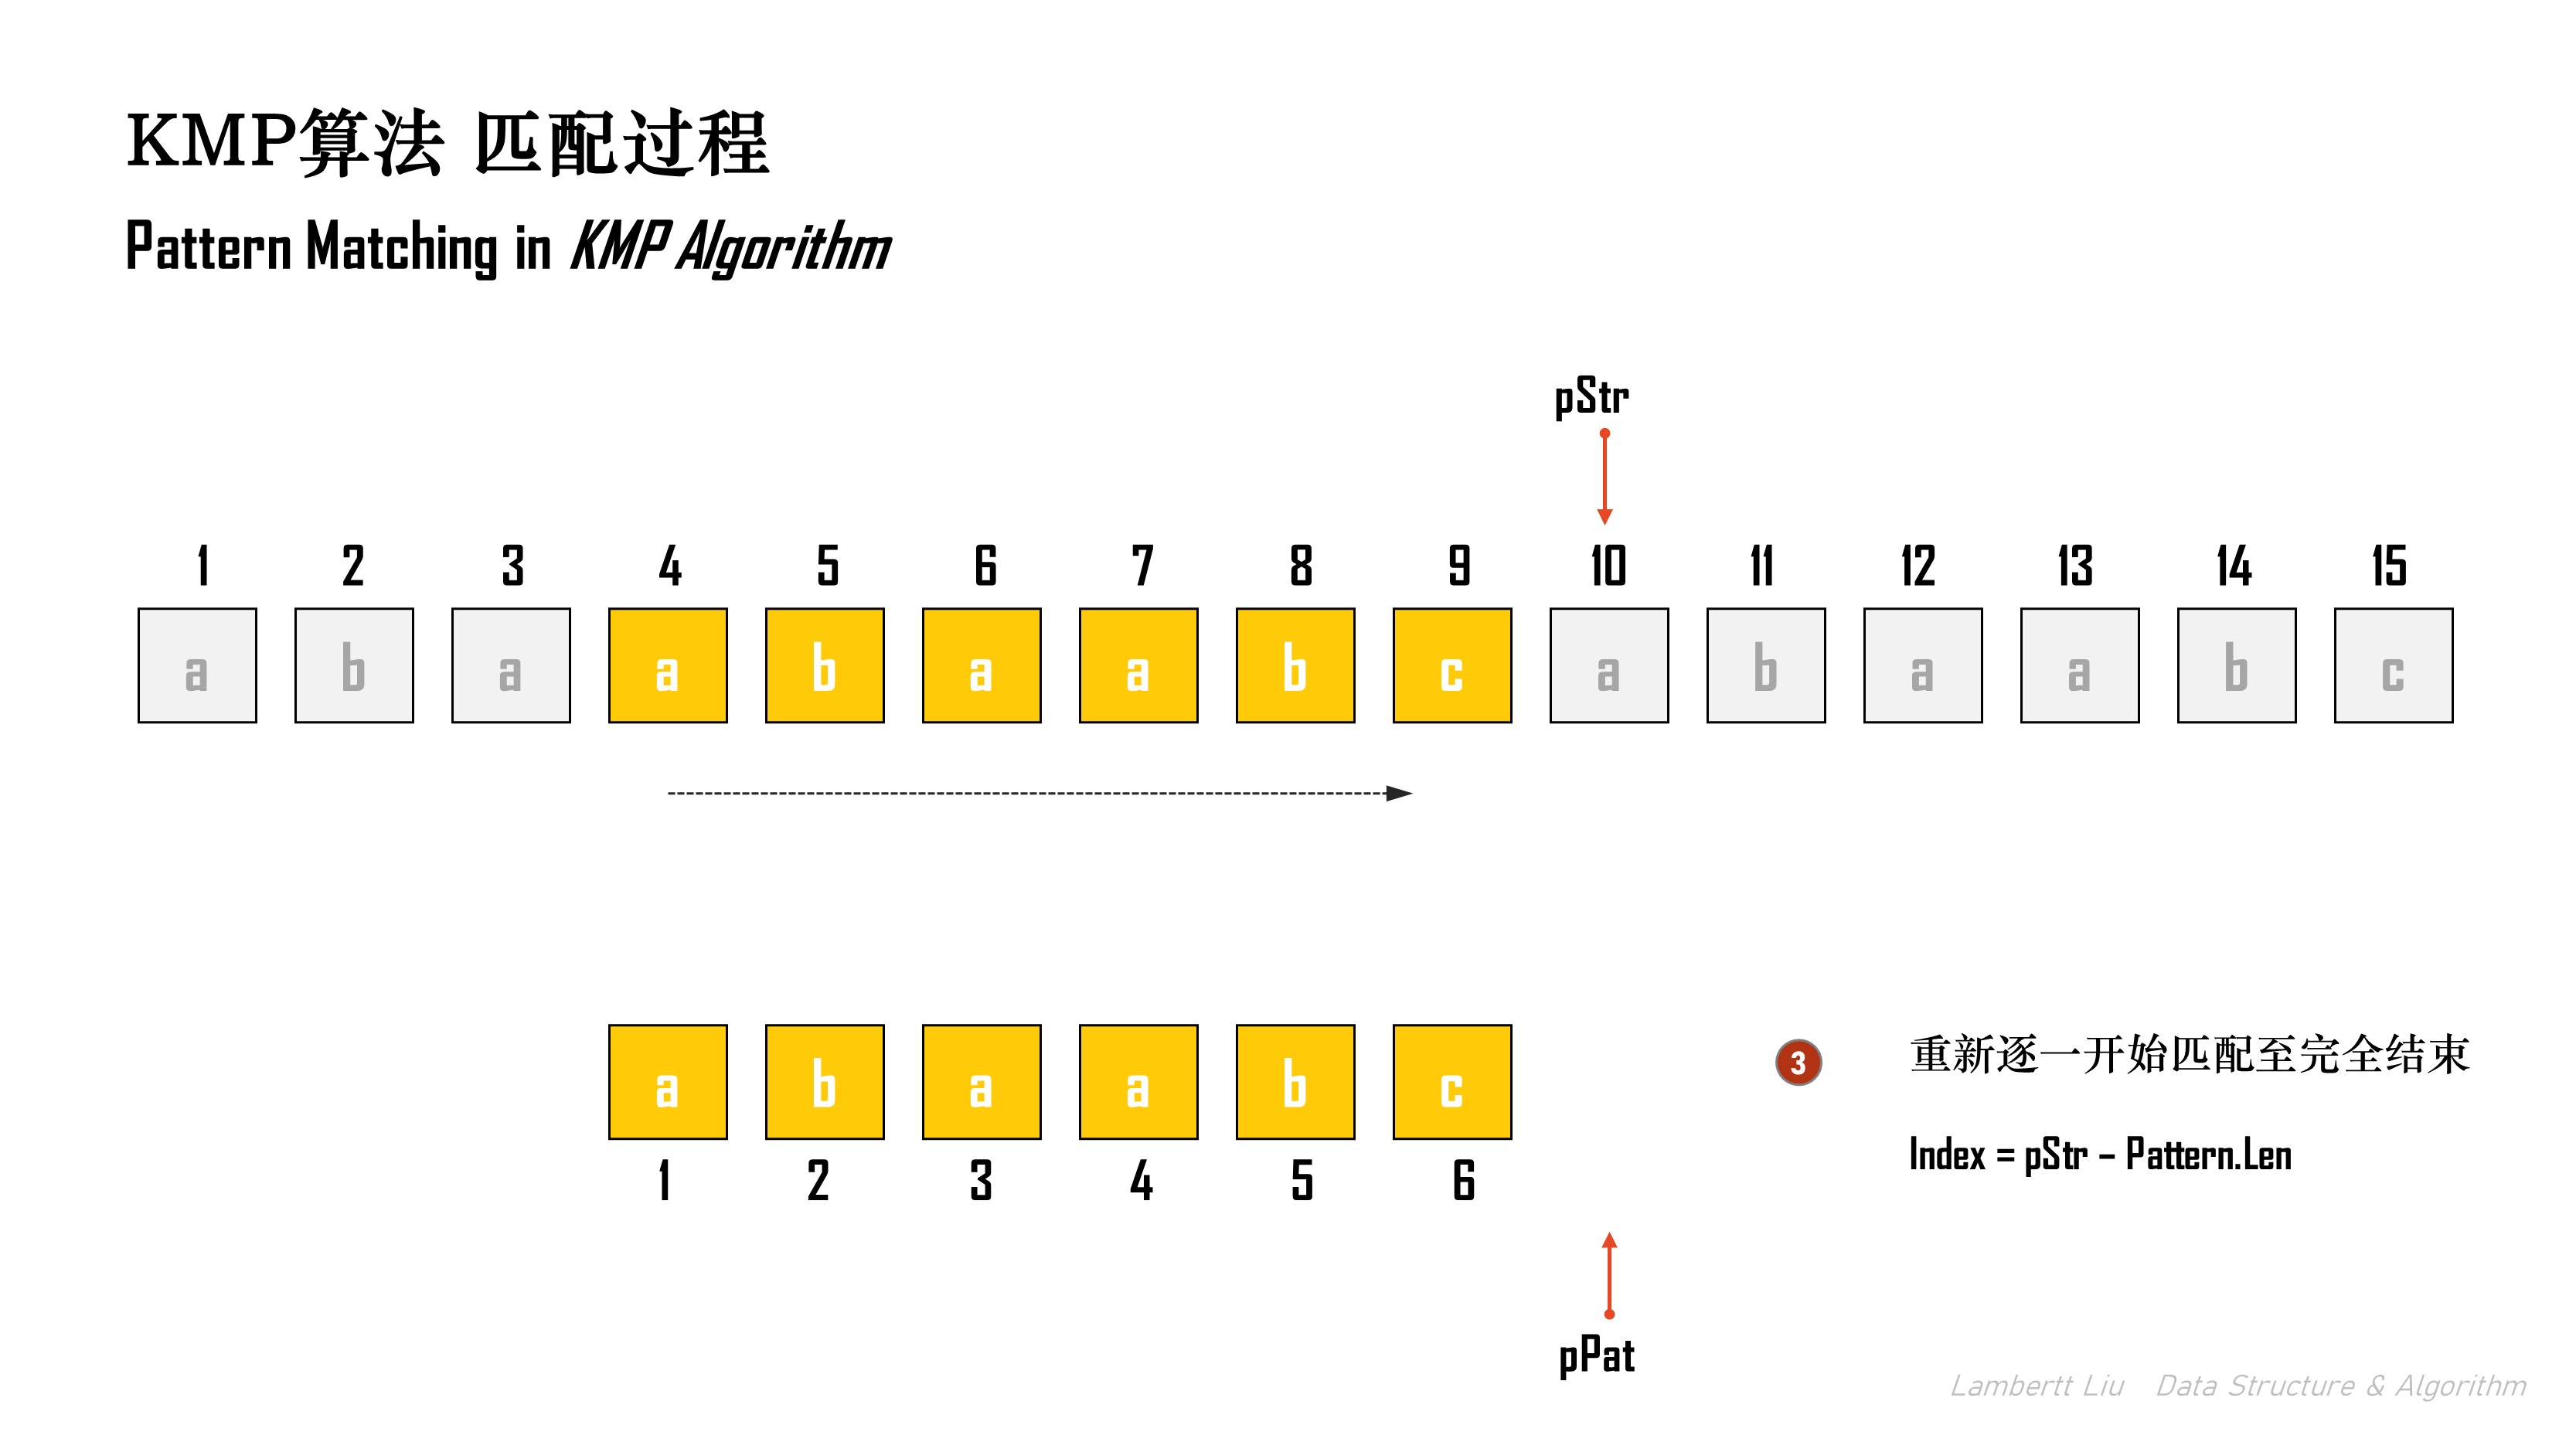 KMP算法 匹配过程
Pattern Matching in KMP Algorithm
pStr
1 2 3 4 5 6 7 8 9 10 11 12 13 14 15
a b a a b a a b c a b a a b c
a b a a b c
1 2 3 4 5 6
3 重新逐一开始匹配至完全结束
Index = pStr – Pattern.Len
pPat
Lambertt Liu Data Structure & Algorithm